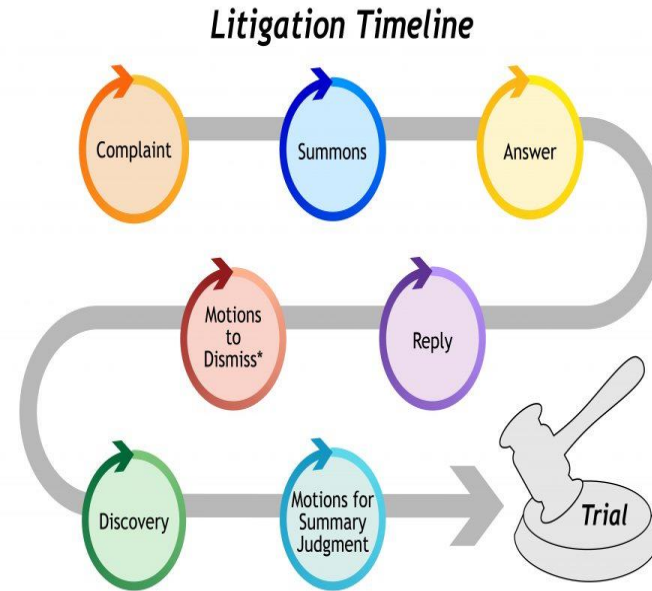 Litigation Timeline
Complaint
Summons
Answer
Reply
Motions
to
Dismiss*
Discovery
Motions for
Summary
Judgment
Trial